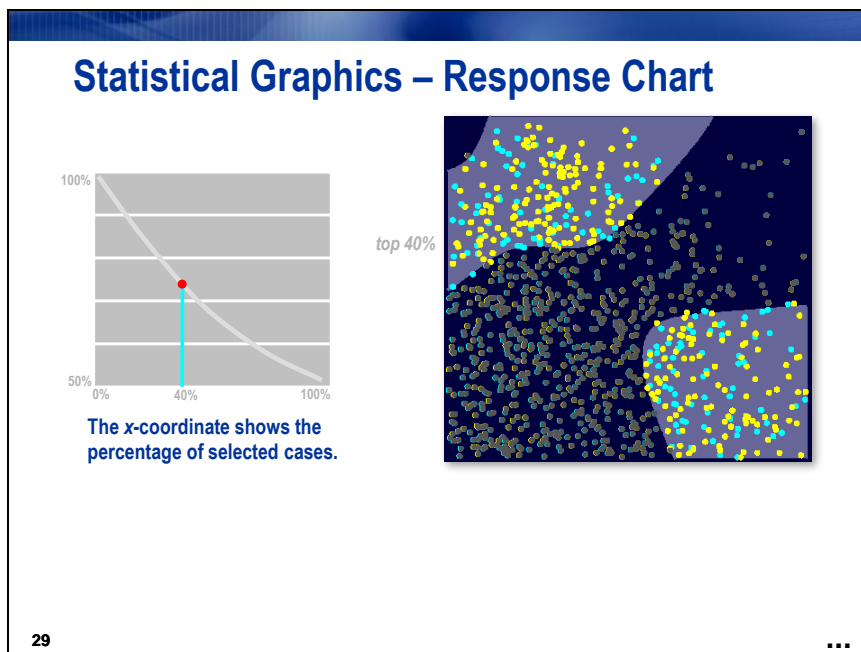 Statistical Graphics – Response Chart
100%
top 40%
50%
0%
40%
100%
The x-coordinate shows the
percentage of selected cases.
29
...